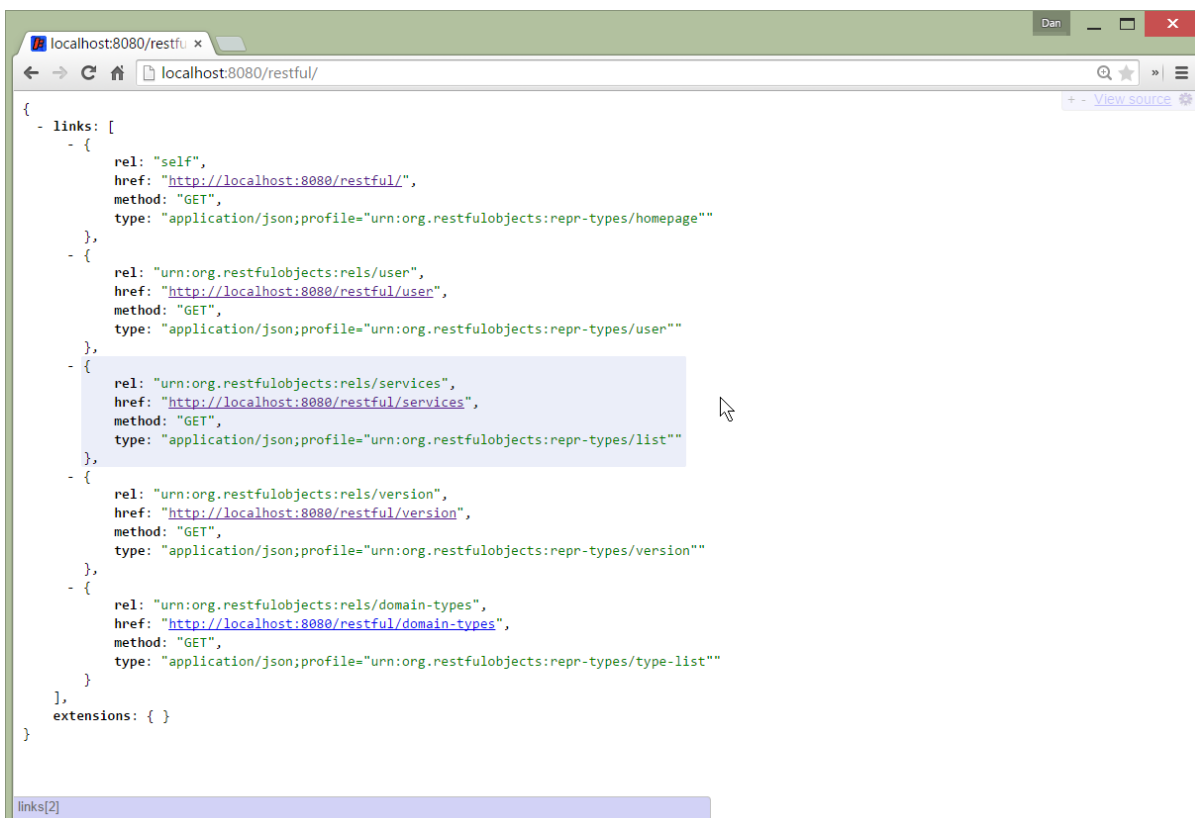 Dan
localhost:8080/restfu ×
localhost:8080/restful/
+ - View source
{
- links: [
- {
rel: "self",
href: "http://localhost:8080/restful/",
method: "GET",
type: "application/json;profile="urn:org.restfulobjects:repr-types/homepage""
},
- {
rel: "urn:org.restfulobjects:rels/user",
href: "http://localhost:8080/restful/user",
method: "GET",
type: "application/json;profile="urn:org.restfulobjects:repr-types/user""
},
- {
rel: "urn:org.restfulobjects:rels/services",
href: "http://localhost:8080/restful/services",
method: "GET",
type: "application/json;profile="urn:org.restfulobjects:repr-types/list""
},
- {
rel: "urn:org.restfulobjects:rels/version",
href: "http://localhost:8080/restful/version",
method: "GET",
type: "application/json;profile="urn:org.restfulobjects:repr-types/version""
},
- {
rel: "urn:org.restfulobjects:rels/domain-types",
href: "http://localhost:8080/restful/domain-types",
method: "GET",
type: "application/json;profile="urn:org.restfulobjects:repr-types/type-list""
}
],
extensions: { }
}
links[2]